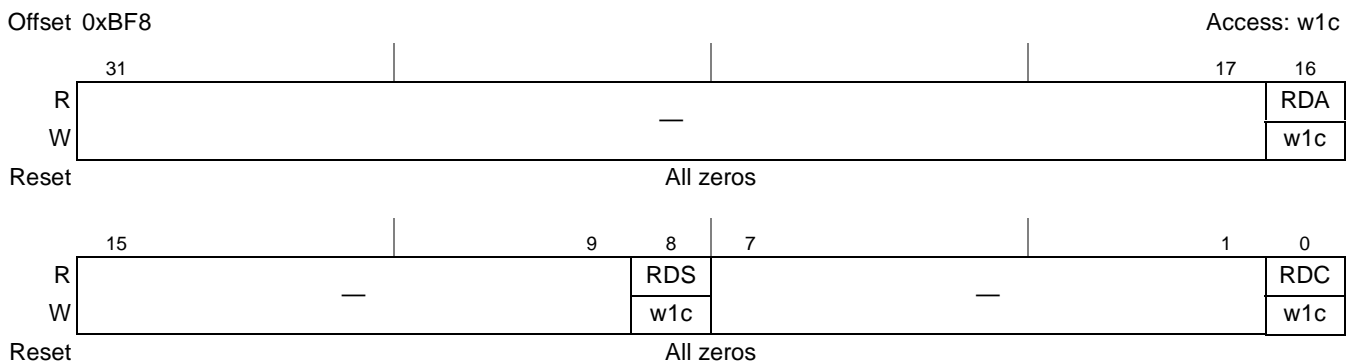 Offset 0xBF8 Access: w1c
31 17 16
R — RDA
W w1c
Reset All zeros
15 9 8 7 1 0
R — RDS — RDC
W w1c w1c
Reset All zeros